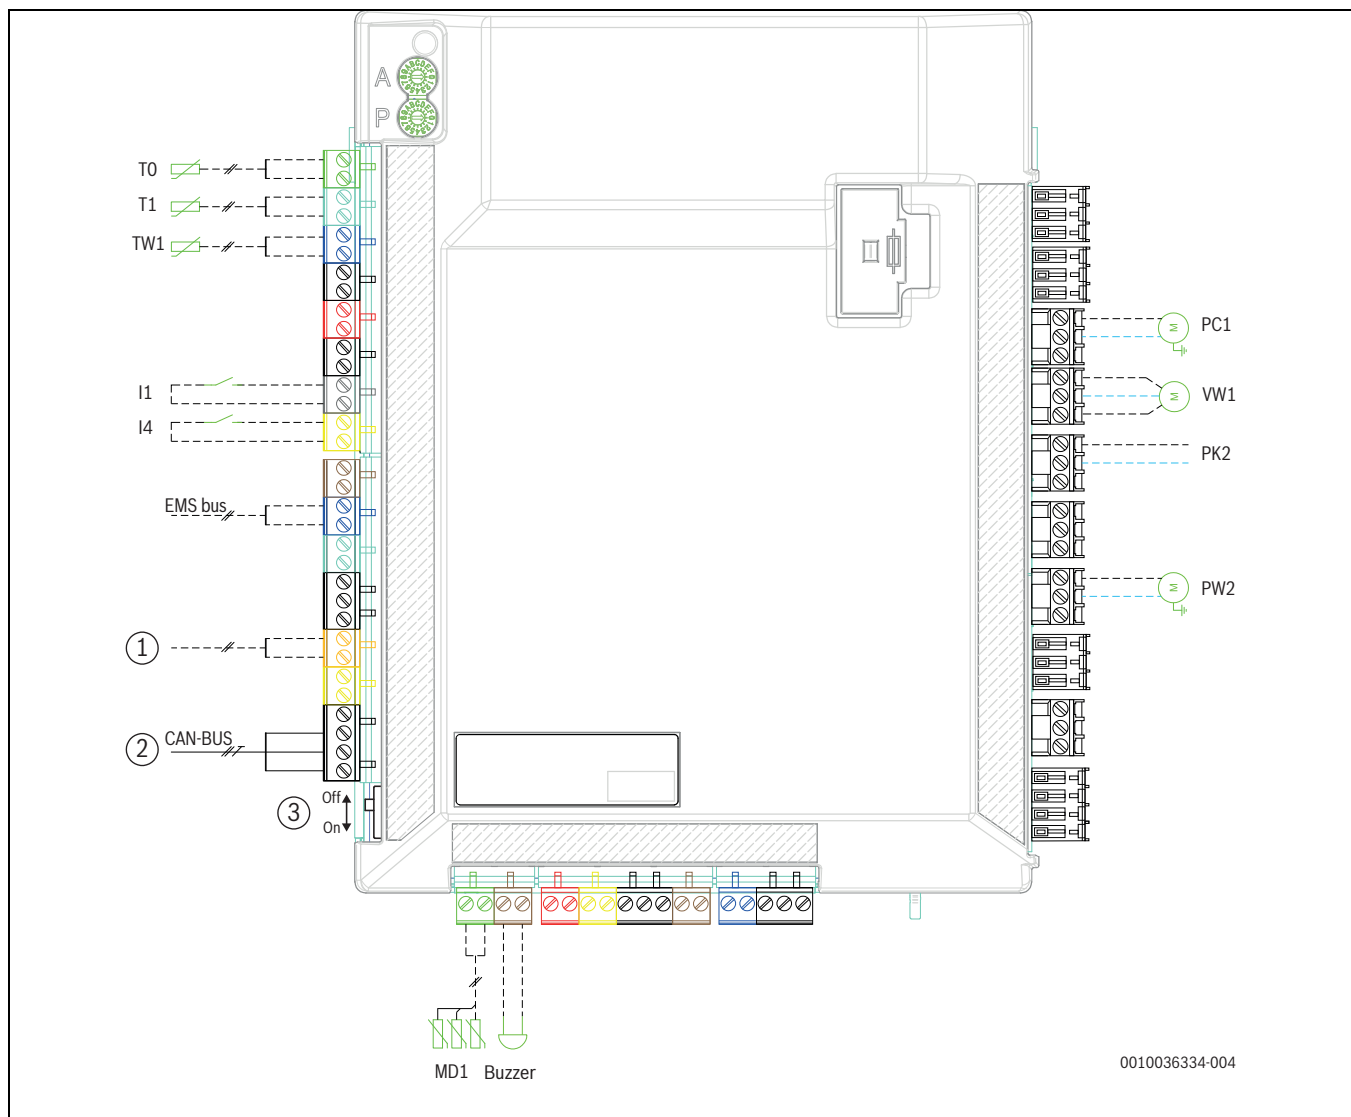 A
P
T0
T1
TW1
I1
I4
EMS bus
1
2 CAN-BUS
3 Off
On
M PC1
M VW1
PK2
M PW2
MD1 Buzzer
0010036334-004